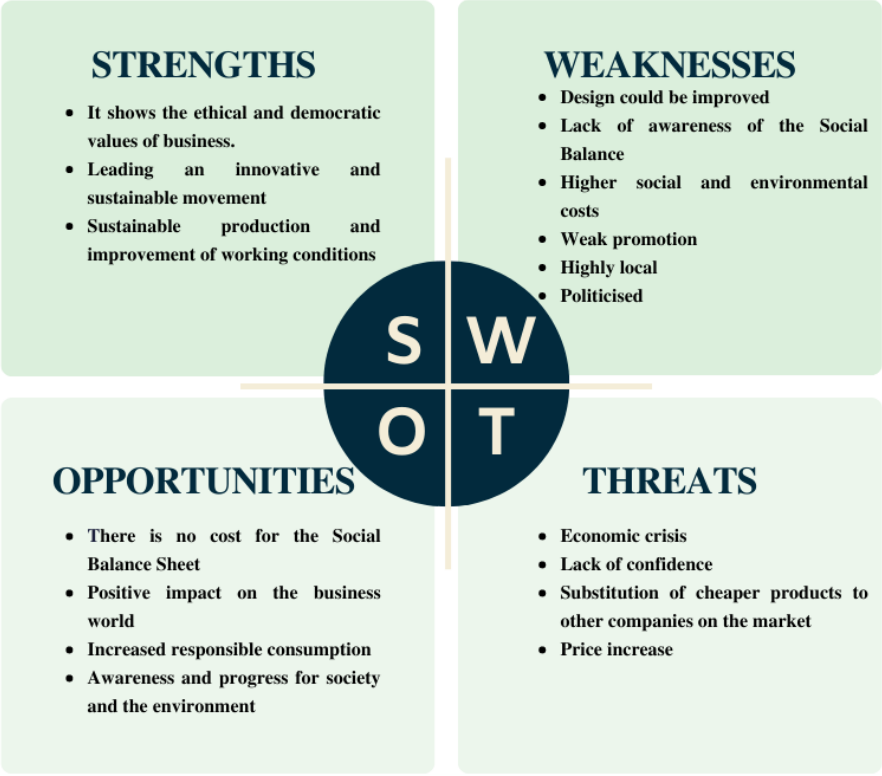 STRENGTHS
It shows the ethical and democratic
values of business.
Leading an innovative and
sustainable movement
Sustainable production and
improvement of working conditions
WEAKNESSES
Design could be improved
Lack of awareness of the Social
Balance
Higher social and environmental
costs
Weak promotion
Highly local
Politicised
S W
O T
OPPORTUNITIES
There is no cost for the Social
Balance Sheet
Positive impact on the business
world
Increased responsible consumption
Awareness and progress for society
and the environment
THREATS
Economic crisis
Lack of confidence
Substitution of cheaper products to
other companies on the market
Price increase